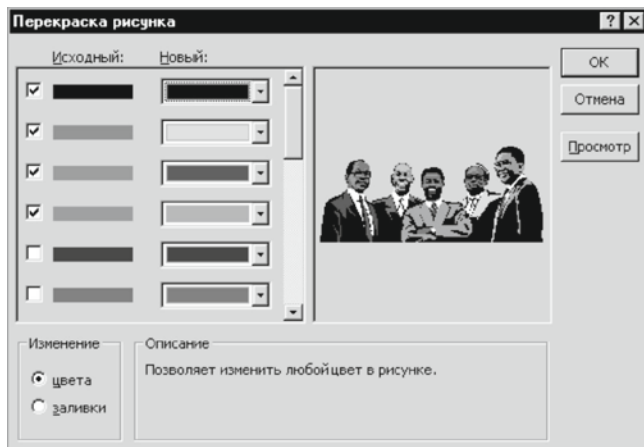 Перекраска рисунка
Исходный: Новый:
OK
Отмена
Просмотр
Изменение
цвета
заливки
Описание
Позволяет изменить любой цвет в рисунке.